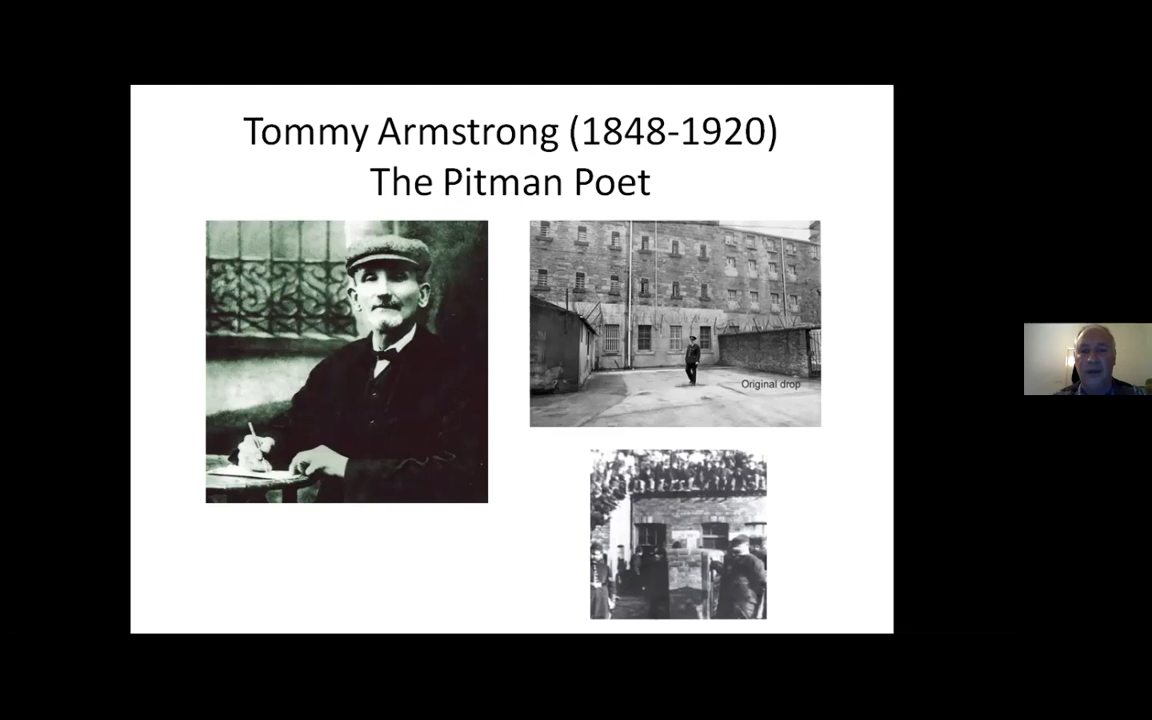 Tommy Armstrong (1848-1920)
The Pitman Poet
Original drop